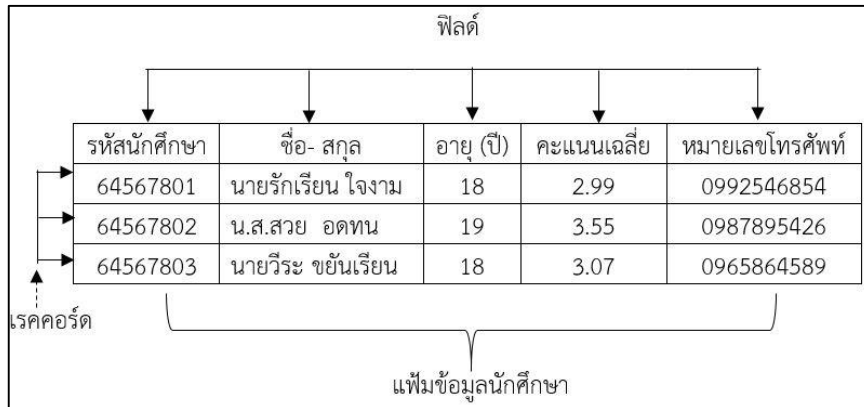 ฟิลด์
รหัสนักศึกษา ชื่อ- สกุล อายุ (ปี) คะแนนเฉลี่ย หมายเลขโทรศัพท์
64567801 นายรักเรียน ใจงาม 18 2.99 0992546854
64567802 น.ส.สวย อดทน 19 3.55 0987895426
64567803 นายวีระ ขยันเรียน 18 3.07 0965864589
เรคคอร์ด
แฟ้มข้อมูลนักศึกษา